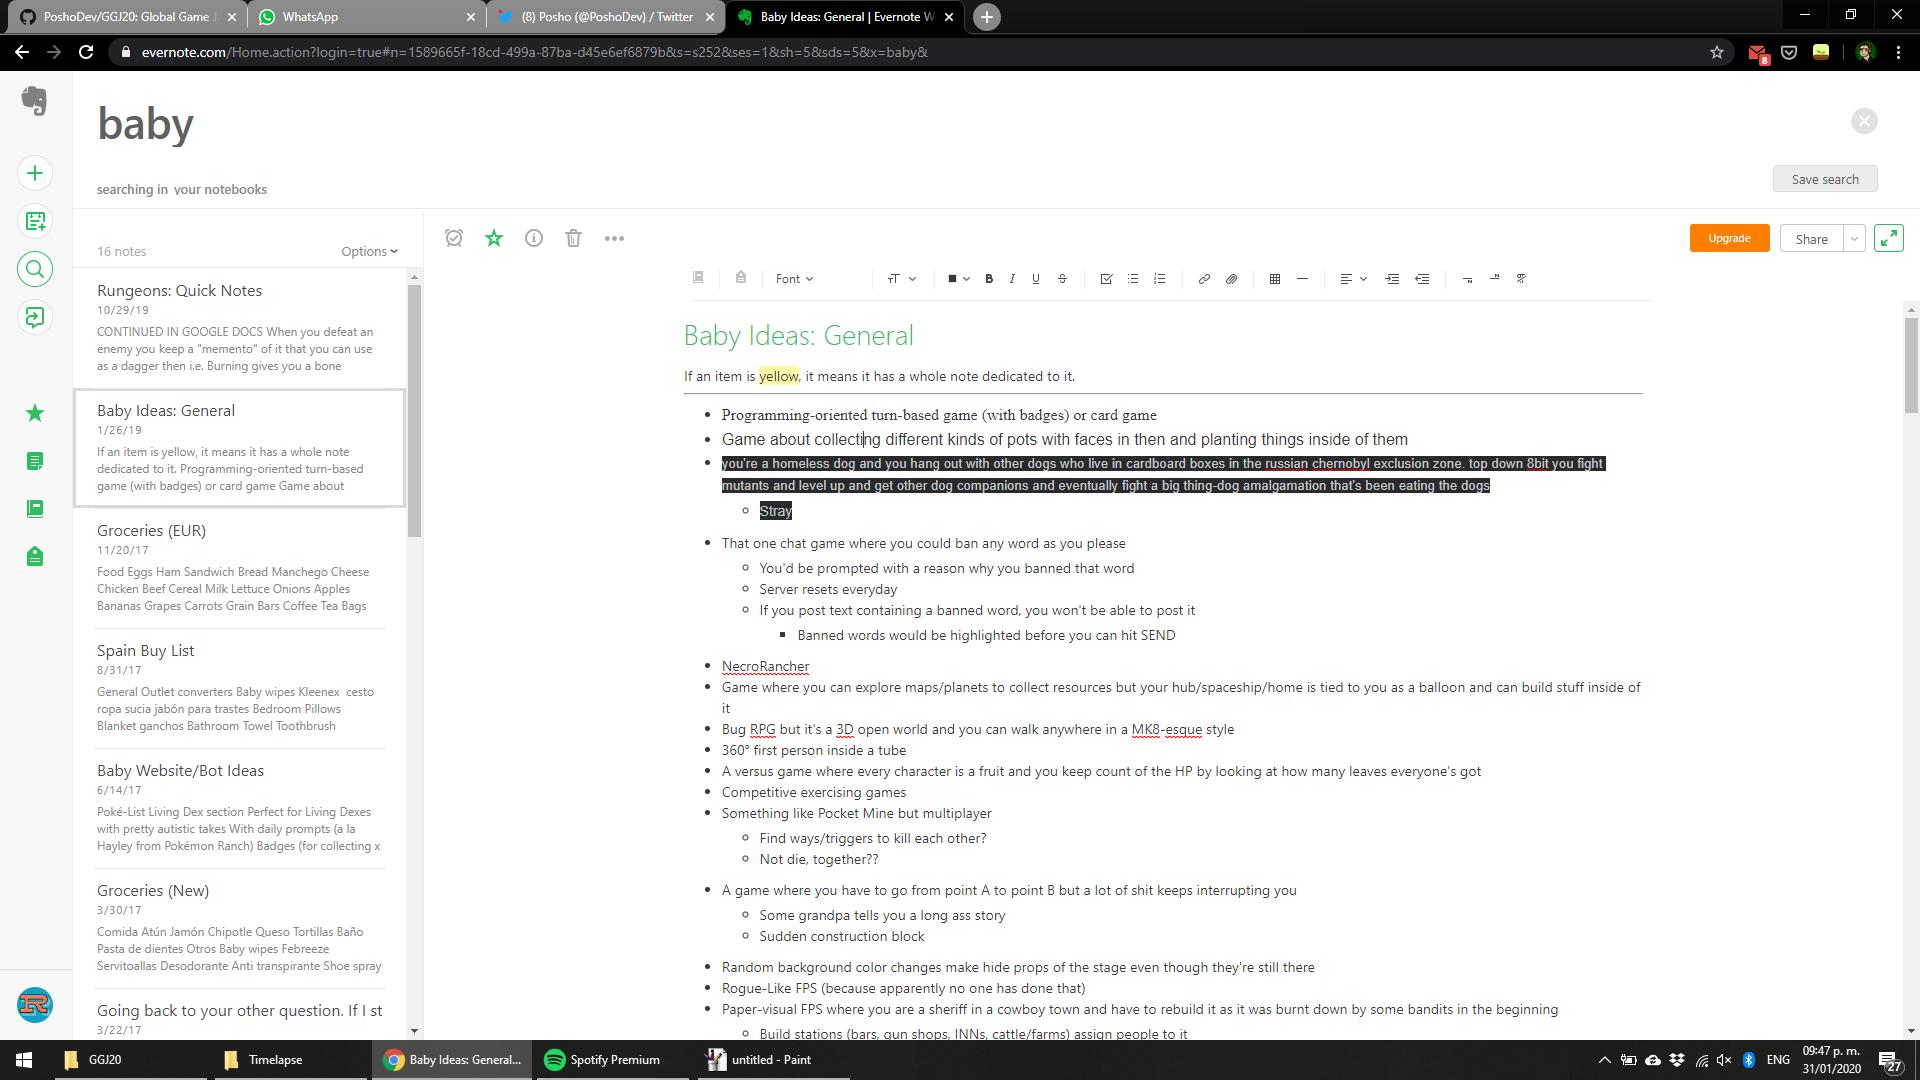 PoshoDev/GGJ20: Global Game J
WhatsApp
(8) Posho (@PoshoDev) / Twitter
Baby Ideas: General | Evernote W
evernote.com/Home.action?login=true#n=1589665f-18cd-499a-87ba-d45e6ef6879b&s=s252&ses=1&sh=5&sds=5&x=baby&
8
baby
searching in your notebooks
Save search
16 notes
Options
Upgrade
Share
Font
Rungeons: Quick Notes
10/29/19
CONTINUED IN GOOGLE DOCS When you defeat an
enemy you keep a "memento" of it that you can use
as a dagger then i.e. Burning gives you a bone
Baby Ideas: General
1/26/19
If an item is yellow, it means it has a whole note
dedicated to it. Programming-oriented turn-based
game (with badges) or card game Game about
Groceries (EUR)
11/20/17
Food Eggs Ham Sandwich Bread Manchego Cheese
Chicken Beef Cereal Milk Lettuce Onions Apples
Bananas Grapes Carrots Grain Bars Coffee Tea Bags
Spain Buy List
8/31/17
General Outlet converters Baby wipes Kleenex cesto
ropa sucia jabón para trastes Bedroom Pillows
Blanket ganchos Bathroom Towel Toothbrush
Baby Website/Bot Ideas
6/14/17
Poké-List Living Dex section Perfect for Living Dexes
with pretty autistic takes With daily prompts (a la
Hayley from Pokémon Ranch) Badges (for collecting x
Groceries (New)
3/30/17
Comida Atún Jamón Chipotle Queso Tortillas Baño
Pasta de dientes Otros Baby wipes Febreeze
Servitoallas Desodorante Anti transpirante Shoe spray
Going back to your other question. If I st
3/22/17
Baby Ideas: General
If an item is yellow, it means it has a whole note dedicated to it.
Programming-oriented turn-based game (with badges) or card game
Game about collecting different kinds of pots with faces in then and planting things inside of them
you're a homeless dog and you hang out with other dogs who live in cardboard boxes in the russian chernobyl exclusion zone. top down 8bit you fight
mutants and level up and get other dog companions and eventually fight a big thing-dog amalgamation that's been eating the dogs
Stray
That one chat game where you could ban any word as you please
You'd be prompted with a reason why you banned that word
Server resets everyday
If you post text containing a banned word, you won't be able to post it
Banned words would be highlighted before you can hit SEND
NecroRancher
Game where you can explore maps/planets to collect resources but your hub/spaceship/home is tied to you as a balloon and can build stuff inside of
it
Bug RPG but it's a 3D open world and you can walk anywhere in a MK8-esque style
360° first person inside a tube
A versus game where every character is a fruit and you keep count of the HP by looking at how many leaves everyone's got
Competitive exercising games
Something like Pocket Mine but multiplayer
Find ways/triggers to kill each other?
Not die, together??
A game where you have to go from point A to point B but a lot of shit keeps interrupting you
Some grandpa tells you a long ass story
Sudden construction block
Random background color changes make hide props of the stage even though they're still there
Rogue-Like FPS (because apparently no one has done that)
Paper-visual FPS where you are a sheriff in a cowboy town and have to rebuild it as it was burnt down by some bandits in the beginning
Build stations (bars, gun shops, INNs, cattle/farms) assign people to it
GGJ20
Timelapse
Baby Ideas: General...
Spotify Premium
untitled - Paint
ENG
09:47 p. m.
31/01/2020
27